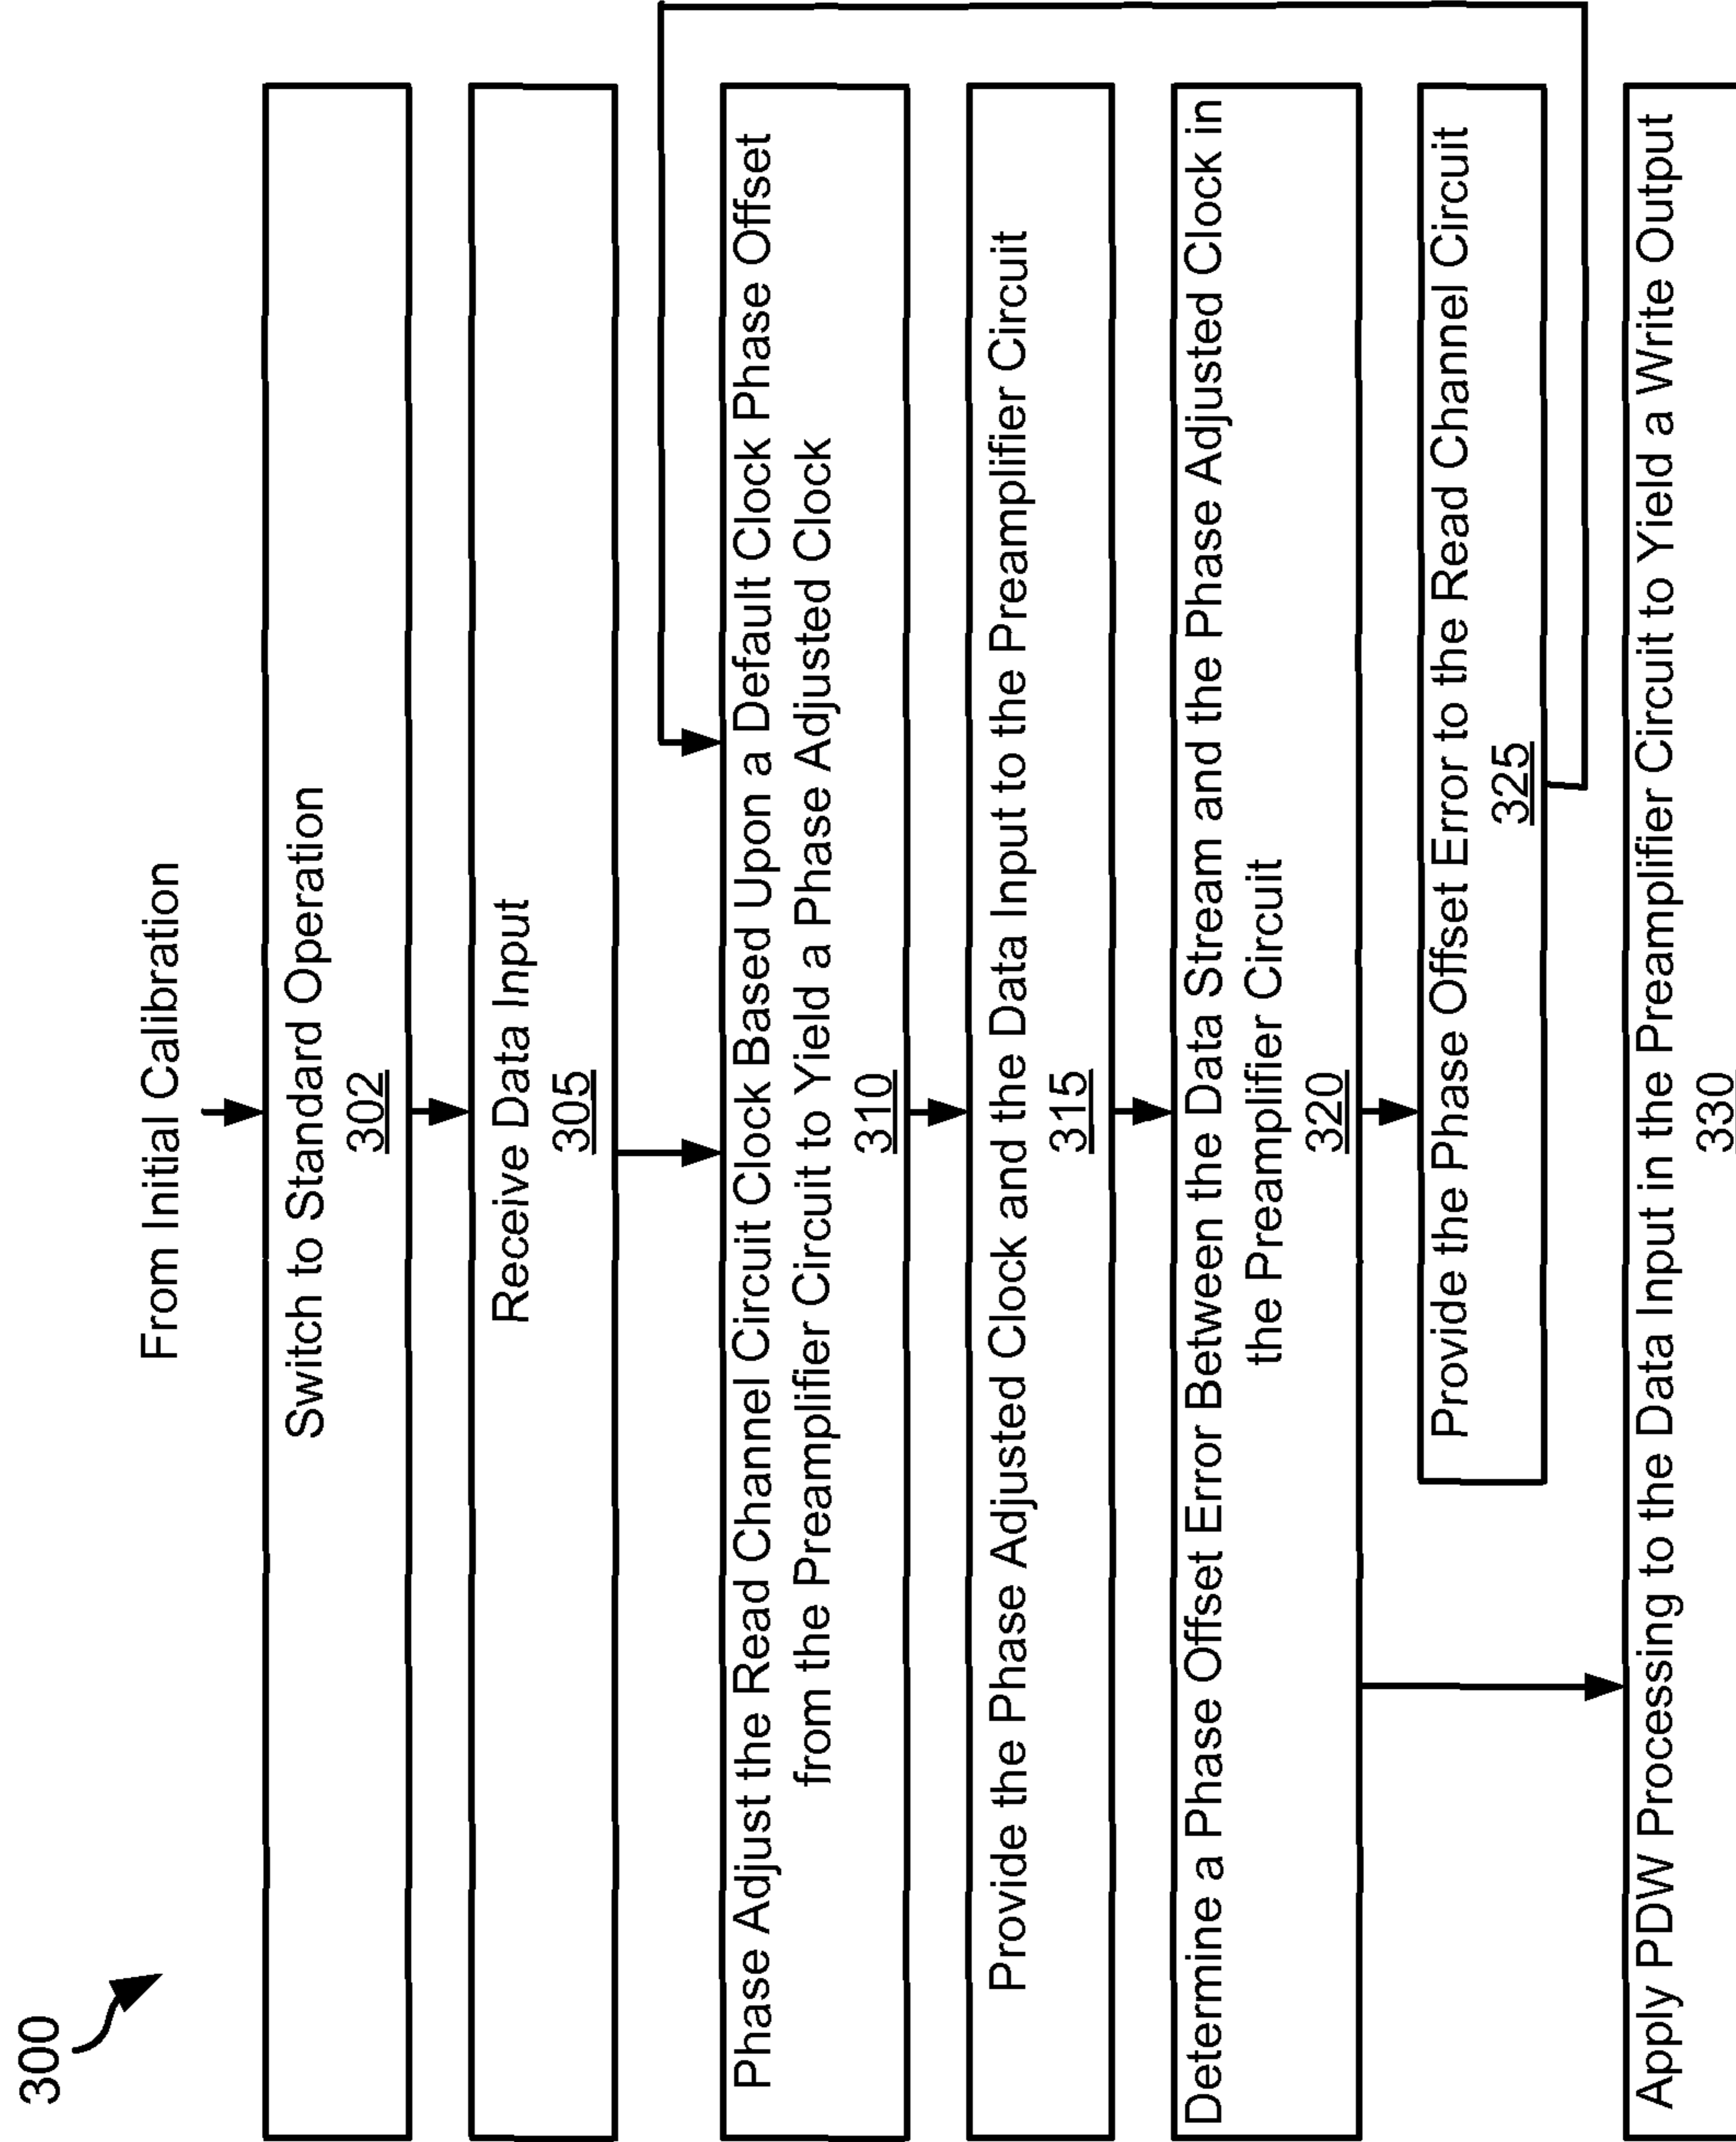 300
From Initial Calibration
Switch to Standard Operation
302
Receive Data Input
305
Phase Adjust the Read Channel Circuit Clock Based Upon a Default Clock Phase Offset
from the Preamplifier Circuit to Yield a Phase Adjusted Clock
310
Provide the Phase Adjusted Clock and the Data Input to the Preamplifier Circuit
315
Determine a Phase Offset Error Between the Data Stream and the Phase Adjusted Clock in
the Preamplifier Circuit
320
Provide the Phase Offset Error to the Read Channel Circuit
325
Apply PDW Processing to the Data Input in the Preamplifier Circuit to Yield a Write Output
330